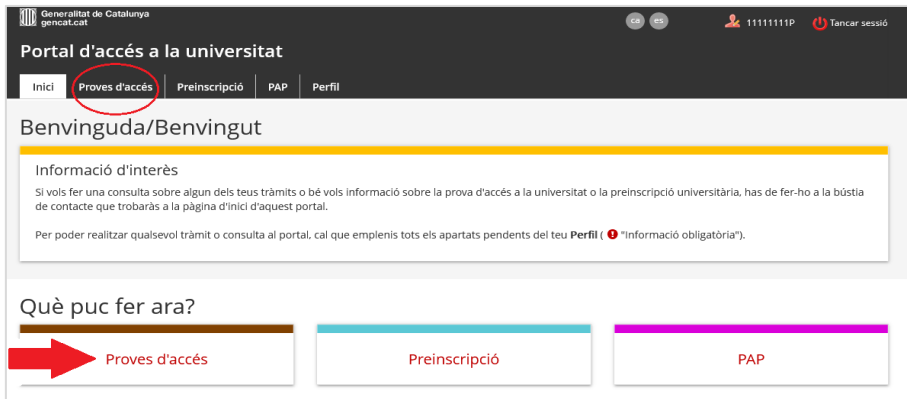 Generalitat de Catalunya
gencat.cat
ca es
11111111P
Tancar sessió
Portal d'accés a la universitat
Inici Proves d'accés Preinscripció PAP Perfil
Benvinguda/Benvingut
Informació d'interès
Si vols fer una consulta sobre algun dels teus tràmits o bé vols informació sobre la prova d'accés a la universitat o la preinscripció universitària, has de fer-ho a la bústia
de contacte que trobaràs a la pàgina d'inici d'aquest portal.
Per poder realitzar qualsevol tràmit o consulta al portal, cal que emplenis tots els apartats pendents del teu Perfil ( ! "Informació obligatòria").
Què puc fer ara?
Proves d'accés
Preinscripció
PAP